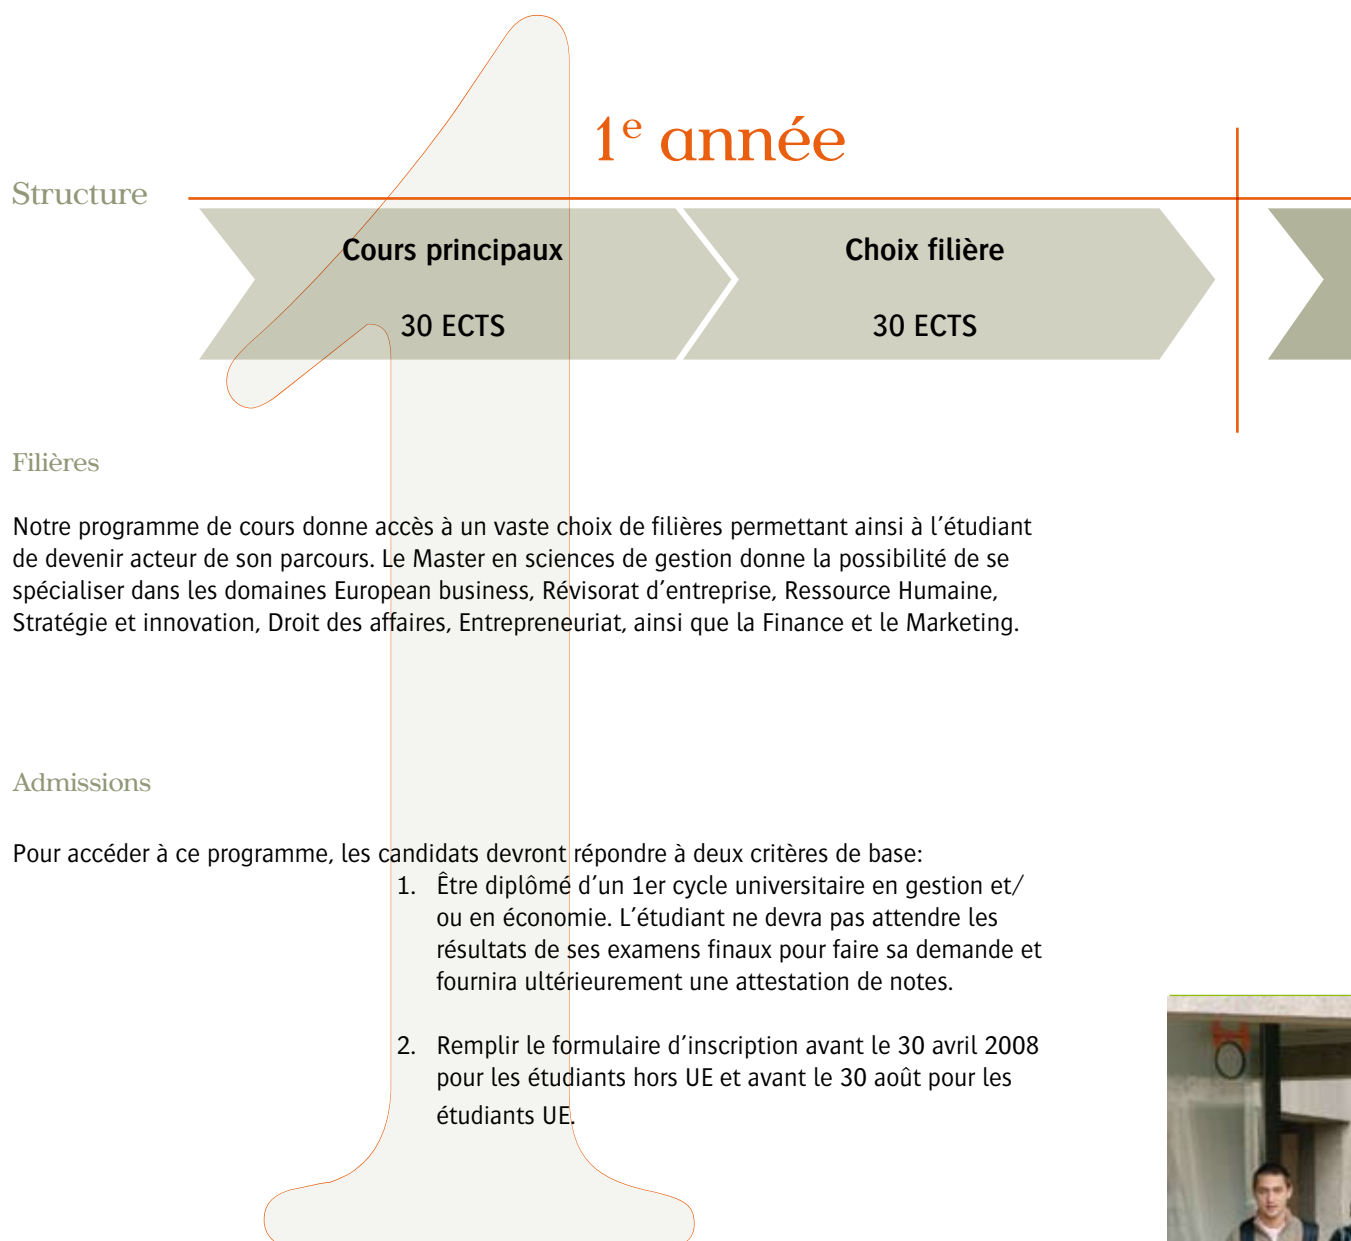 1e année
Structure
Cours principaux
Choix filière
30 ECTS
30 ECTS
Filières
Notre programme de cours donne accès à un vaste choix de filières permettant ainsi à l’étudiant
de devenir acteur de son parcours. Le Master en sciences de gestion donne la possibilité de se
spécialiser dans les domaines European business, Révisorat d’entreprise, Ressource Humaine,
Stratégie et innovation, Droit des affaires, Entrepreneuriat, ainsi que la Finance et le Marketing.
Admissions
Pour accéder à ce programme, les candidats devront répondre à deux critères de base:
1. Être diplômé d’un 1er cycle universitaire en gestion et/
ou en économie. L’étudiant ne devra pas attendre les
résultats de ses examens finaux pour faire sa demande et
fournira ultérieurement une attestation de notes.
2. Remplir le formulaire d’inscription avant le 30 avril 2008
pour les étudiants hors UE et avant le 30 août pour les
étudiants UE.